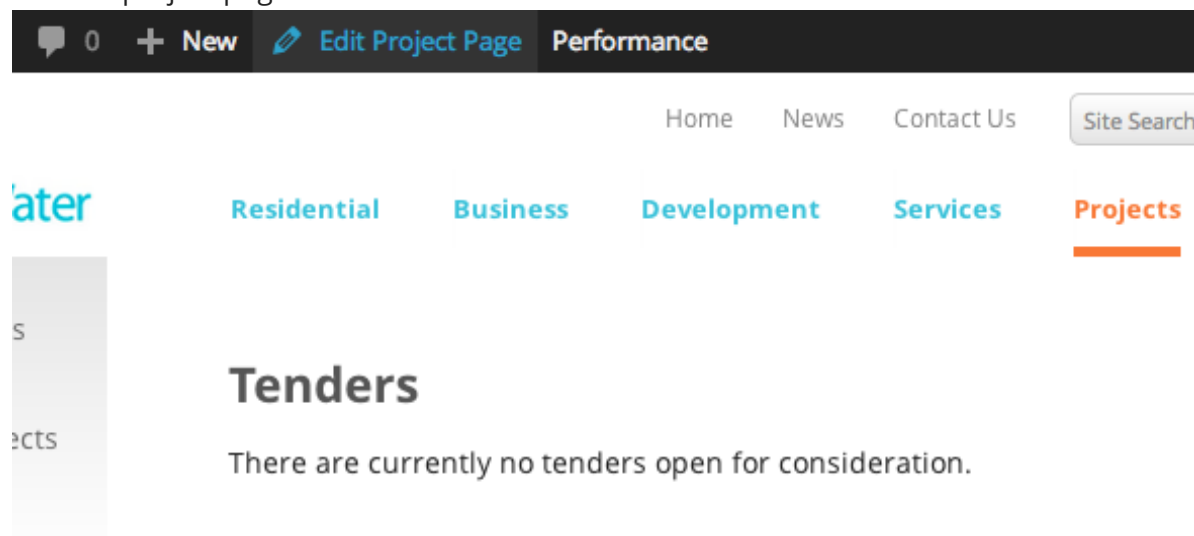 0 New Edit Project Page Performance
Home News Contact Us Site Search
ater Residential Business Development Services Projects
s
Tenders
ects
There are currently no tenders open for consideration.